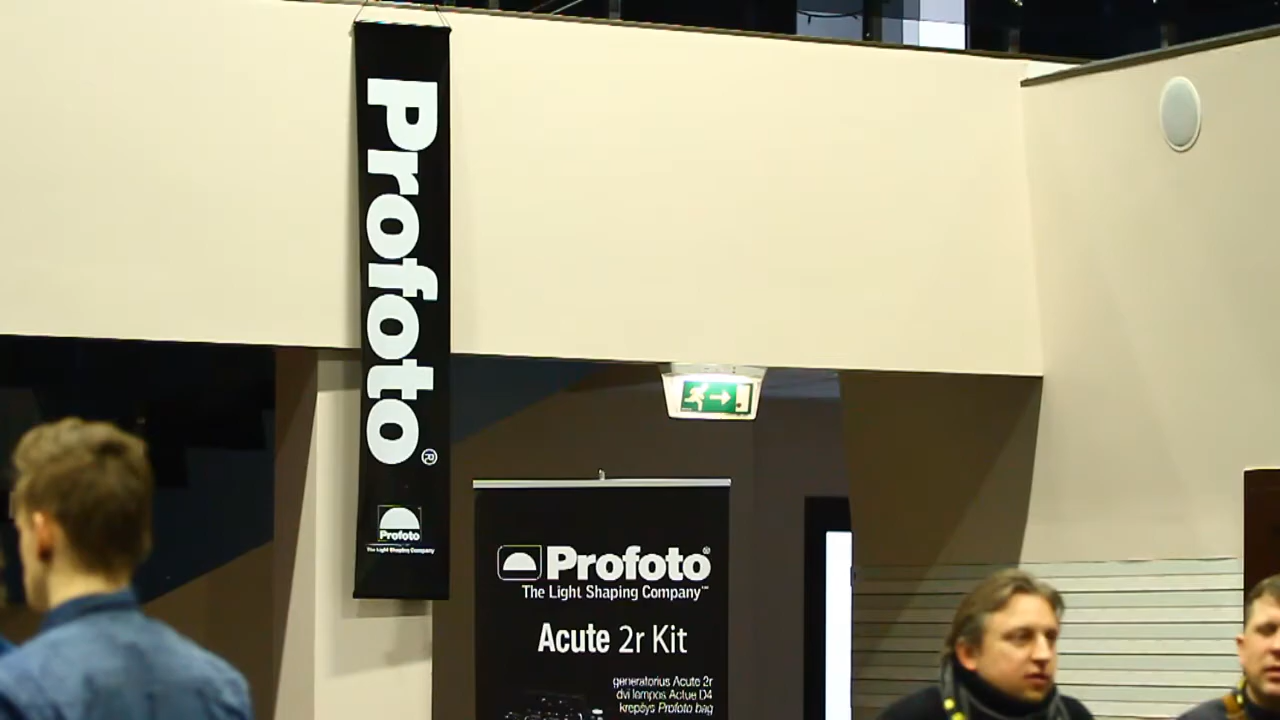 Profoto®
Profoto
The Light Shaping Company
Profoto®
The Light Shaping Company™
Acute 2r Kit
generatorius Acute 2r
dvi lempos Actue D4
krepšys Profoto bag